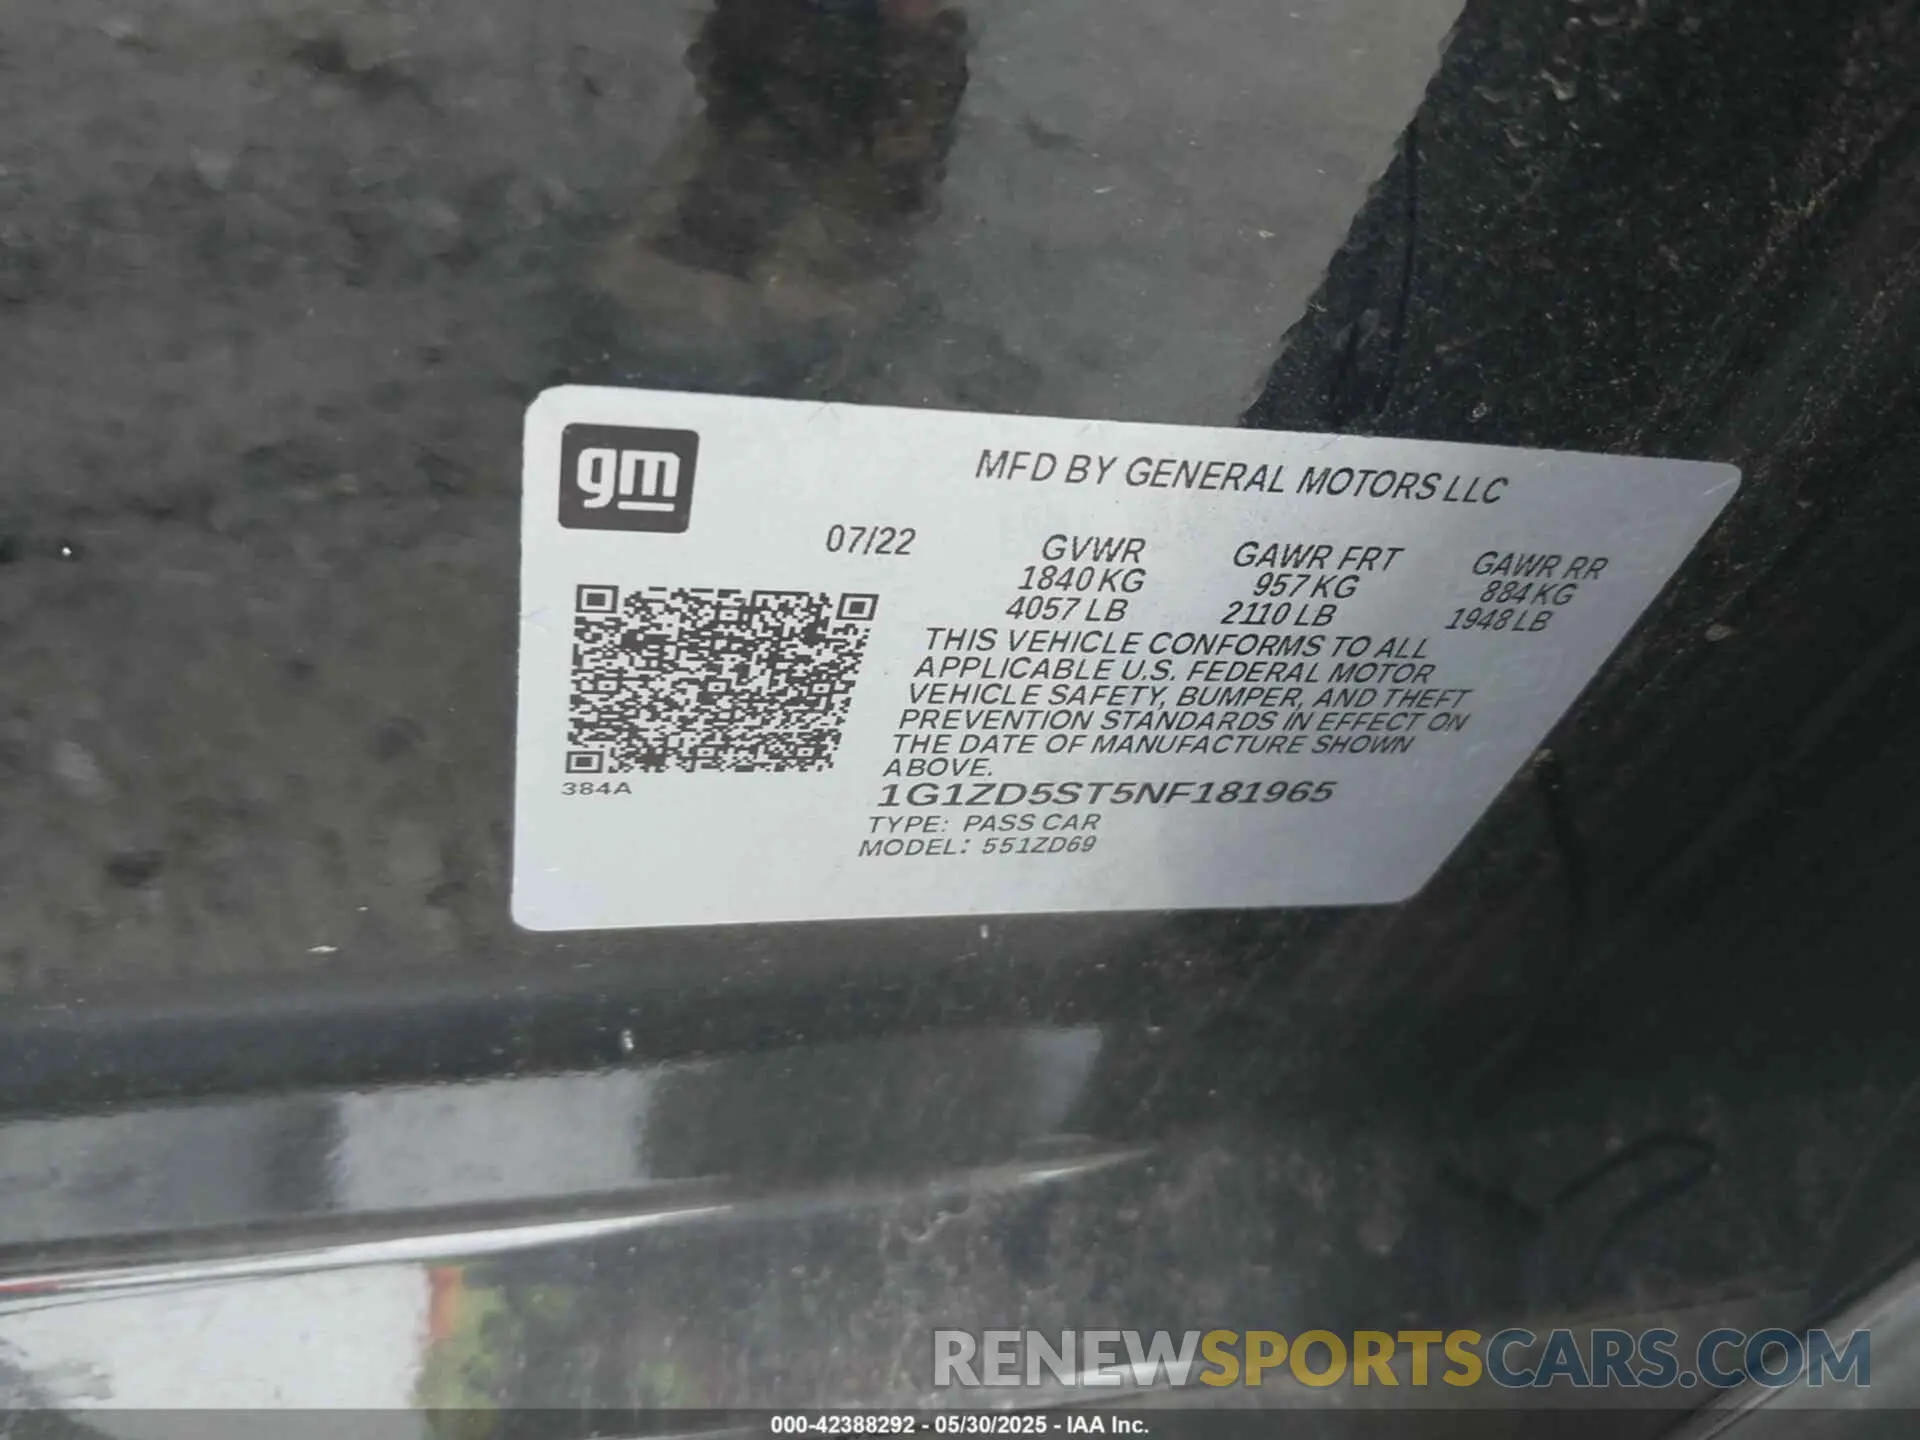 gm
MFD BY GENERAL MOTORS LLC
07/22
GVWR GAWR FRT GAWR RR
1840 KG 957 KG 884 KG
4057 LB 2110 LB 1948 LB
THIS VEHICLE CONFORMS TO ALL
APPLICABLE U.S. FEDERAL MOTOR
VEHICLE SAFETY, BUMPER, AND THEFT
PREVENTION STANDARDS IN EFFECT ON
THE DATE OF MANUFACTURE SHOWN
ABOVE.
384A
1G1ZD5ST5NF181965
TYPE: PASS CAR
MODEL: 551ZD69
RENEWSPORTSCARS.COM
000-42388292 - 05/30/2025 - IAA Inc.